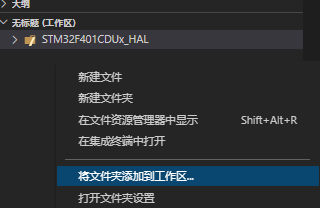 大纲
无标题 (工作区)
STM32F401CDUx_HAL
新建文件
新建文件夹
在文件资源管理器中显示 Shift+Alt+R
在集成终端中打开
将文件夹添加到工作区...
打开文件夹设置